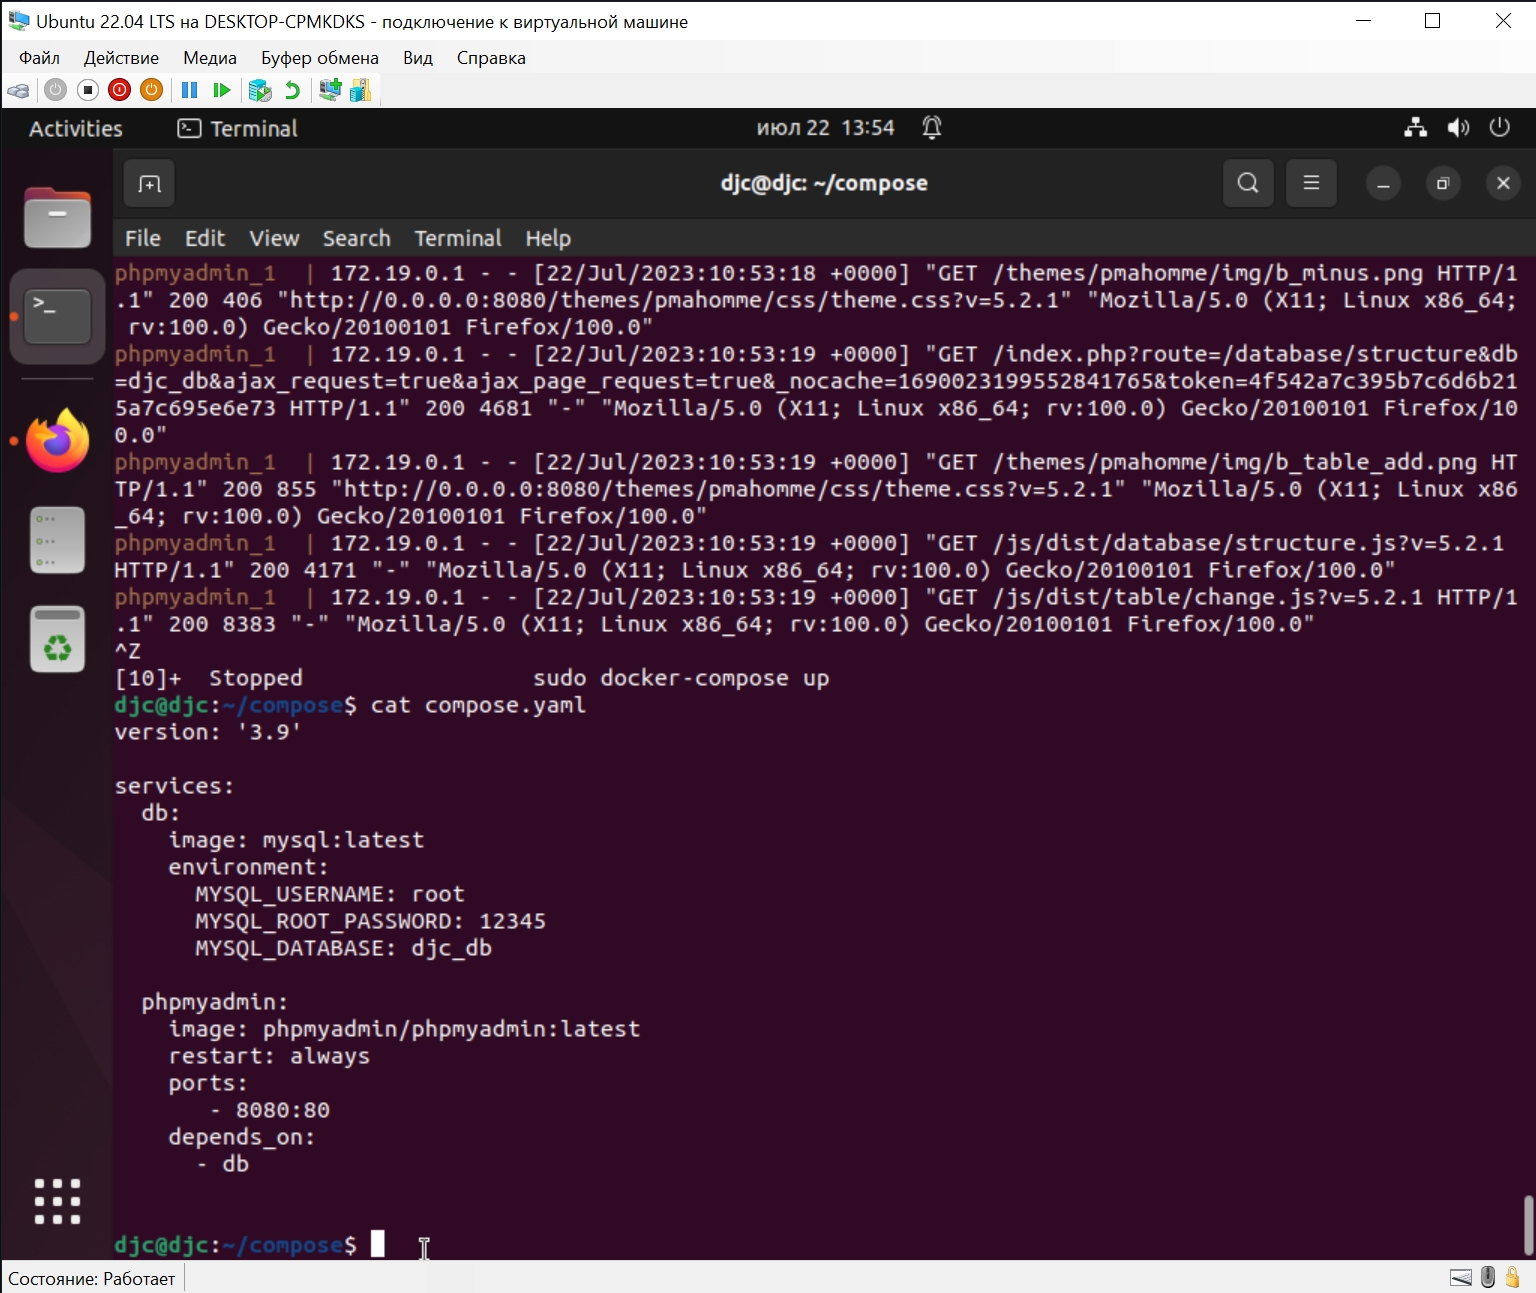 Ubuntu 22.04 LTS на DESKTOP-CPMKDKS - подключение к виртуальной машине
Файл Действие Медиа Буфер обмена Вид Справка
Activities Terminal июл 22 13:54
djc@djc: ~/compose
File Edit View Search Terminal Help
phpmyadmin_1 | 172.19.0.1 - - [22/Jul/2023:10:53:18 +0000] "GET /themes/pmahomme/img/b_minus.png HTTP/1
.1" 200 406 "http://0.0.0.0:8080/themes/pmahomme/css/theme.css?v=5.2.1" "Mozilla/5.0 (X11; Linux x86_64;
rv:100.0) Gecko/20100101 Firefox/100.0"
phpmyadmin_1 | 172.19.0.1 - - [22/Jul/2023:10:53:19 +0000] "GET /index.php?route=/database/structure&db
=djc_db&ajax_request=true&ajax_page_request=true&_nocache=1690023199552841765&token=4f542a7c395b7c6d6b21
5a7c695e6e73 HTTP/1.1" 200 4681 "-" "Mozilla/5.0 (X11; Linux x86_64; rv:100.0) Gecko/20100101 Firefox/10
0.0"
phpmyadmin_1 | 172.19.0.1 - - [22/Jul/2023:10:53:19 +0000] "GET /themes/pmahomme/img/b_table_add.png HT
TP/1.1" 200 855 "http://0.0.0.0:8080/themes/pmahomme/css/theme.css?v=5.2.1" "Mozilla/5.0 (X11; Linux x86
_64; rv:100.0) Gecko/20100101 Firefox/100.0"
phpmyadmin_1 | 172.19.0.1 - - [22/Jul/2023:10:53:19 +0000] "GET /js/dist/database/structure.js?v=5.2.1
HTTP/1.1" 200 4171 "-" "Mozilla/5.0 (X11; Linux x86_64; rv:100.0) Gecko/20100101 Firefox/100.0"
phpmyadmin_1 | 172.19.0.1 - - [22/Jul/2023:10:53:19 +0000] "GET /js/dist/table/change.js?v=5.2.1 HTTP/1
.1" 200 8383 "-" "Mozilla/5.0 (X11; Linux x86_64; rv:100.0) Gecko/20100101 Firefox/100.0"
^Z
[10]+ Stopped sudo docker-compose up
djc@djc:~/compose$ cat compose.yaml
version: '3.9'
services:
db:
image: mysql:latest
environment:
MYSQL_USERNAME: root
MYSQL_ROOT_PASSWORD: 12345
MYSQL_DATABASE: djc_db
phpmyadmin:
image: phpmyadmin/phpmyadmin:latest
restart: always
ports:
- 8080:80
depends_on:
- db
djc@djc:~/compose$
Состояние: Работает